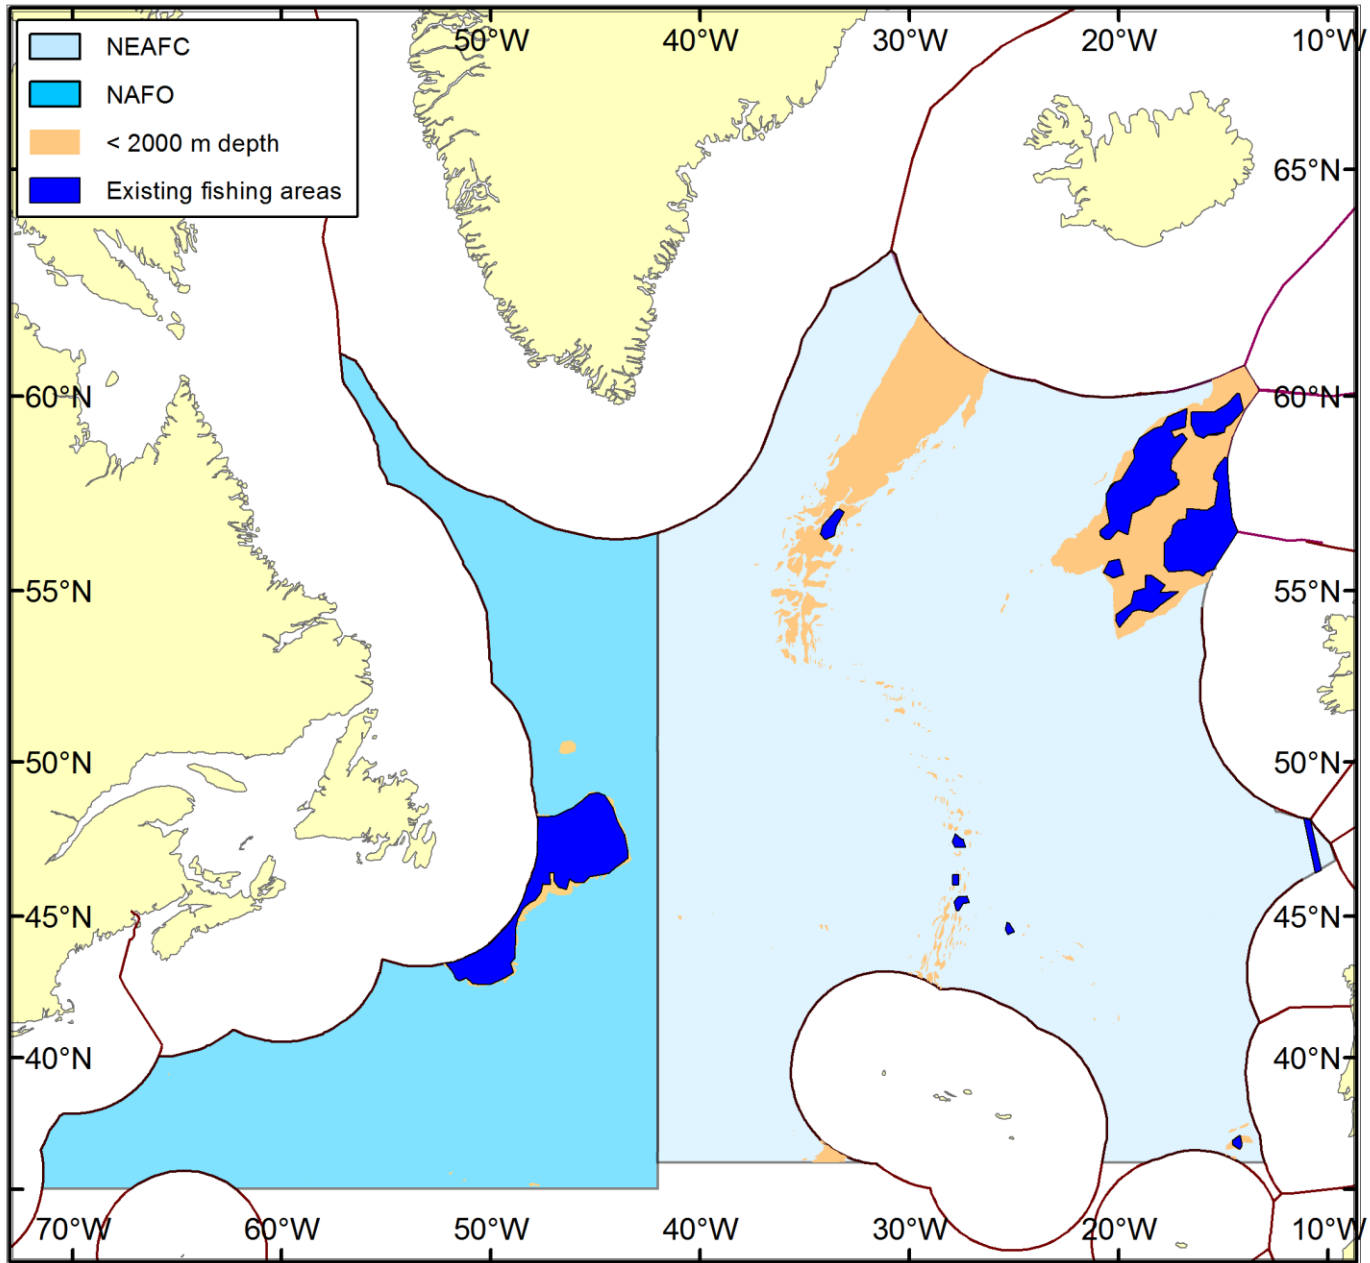 50°W 40°W 30°W 20°W 10°W
NEAFC
NAFO
< 2000 m depth
Existing fishing areas
65°N
60°N 60°N
55°N 55°N
50°N 50°N
45°N 45°N
40°N 40°N
70°W 60°W 50°W 40°W 30°W 20°W 10°W